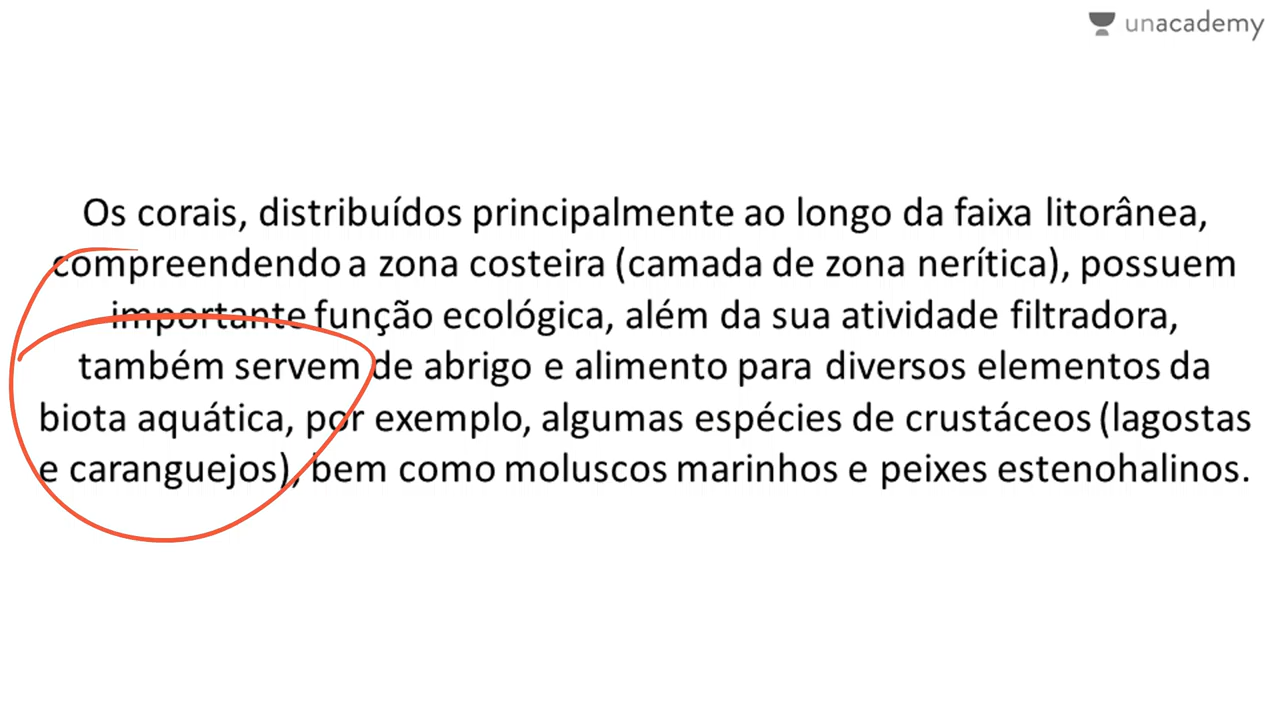 unacademy
Os corais, distribuídos principalmente ao longo da faixa litorânea,
compreendendo a zona costeira (camada de zona nerítica), possuem
importante função ecológica, além da sua atividade filtradora,
também servem de abrigo e alimento para diversos elementos da
biota aquática, por exemplo, algumas espécies de crustáceos (lagostas
e caranguejos), bem como moluscos marinhos e peixes estenohalinos.